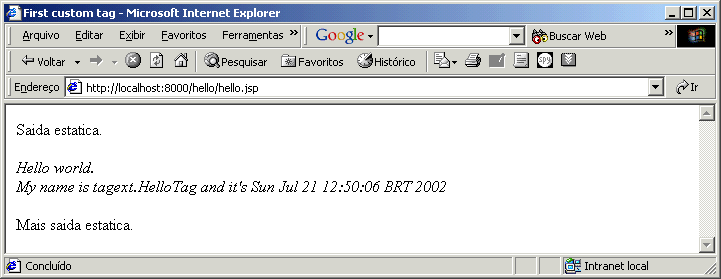 First custom tag - Microsoft Internet Explorer
Arquivo Editar Exibir Favoritos Ferramentas » Google Buscar Web »
Voltar » Pesquisar Favoritos Histórico spy
Endereço http://localhost:8000/hello/hello.jsp Ir
Saida estatica.
Hello world.
My name is tagext.HelloTag and it's Sun Jul 21 12:50:06 BRT 2002
Mais saida estatica.
Concluído Intranet local